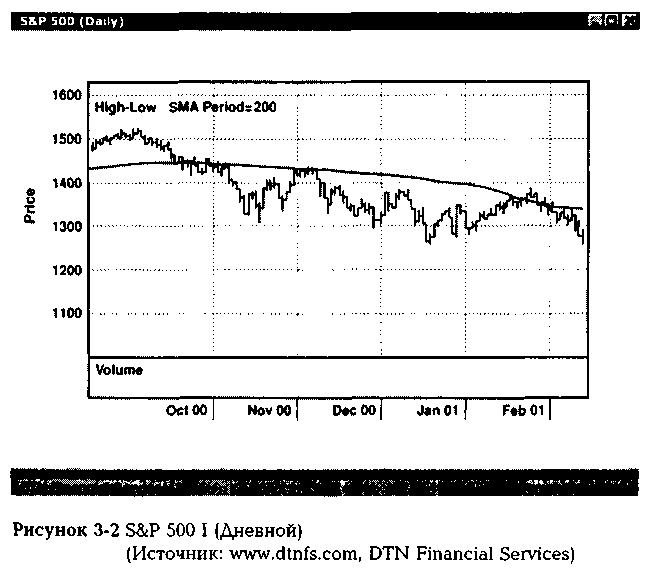 S&P 500 (Daily)
1600
High-Low SMA Period=200
1500
1400
Price
1300
1200
1100
Volume
Oct 00 Nov 00 Dec 00 Jan 01 Feb 01
Рисунок 3-2 S&P 500 I (Дневной)
(Источник: www.dtnfs.com, DTN Financial Services)